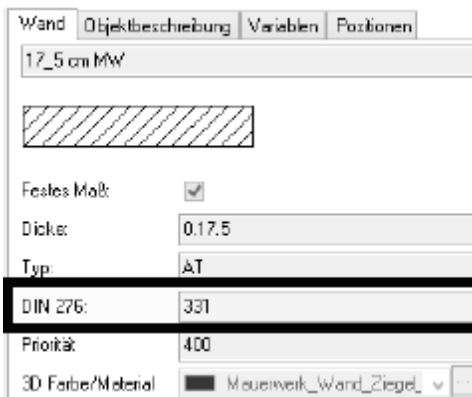 Wand Objektbeschreibung Variablen Positionen
17_5 cm MW
Festes Maß:
Dicke: 0.17.5
Typ: AT
DIN 276: 331
Priorität 400
3D Farbe/Material Mauerwerk_Wand_Ziegel_ ...